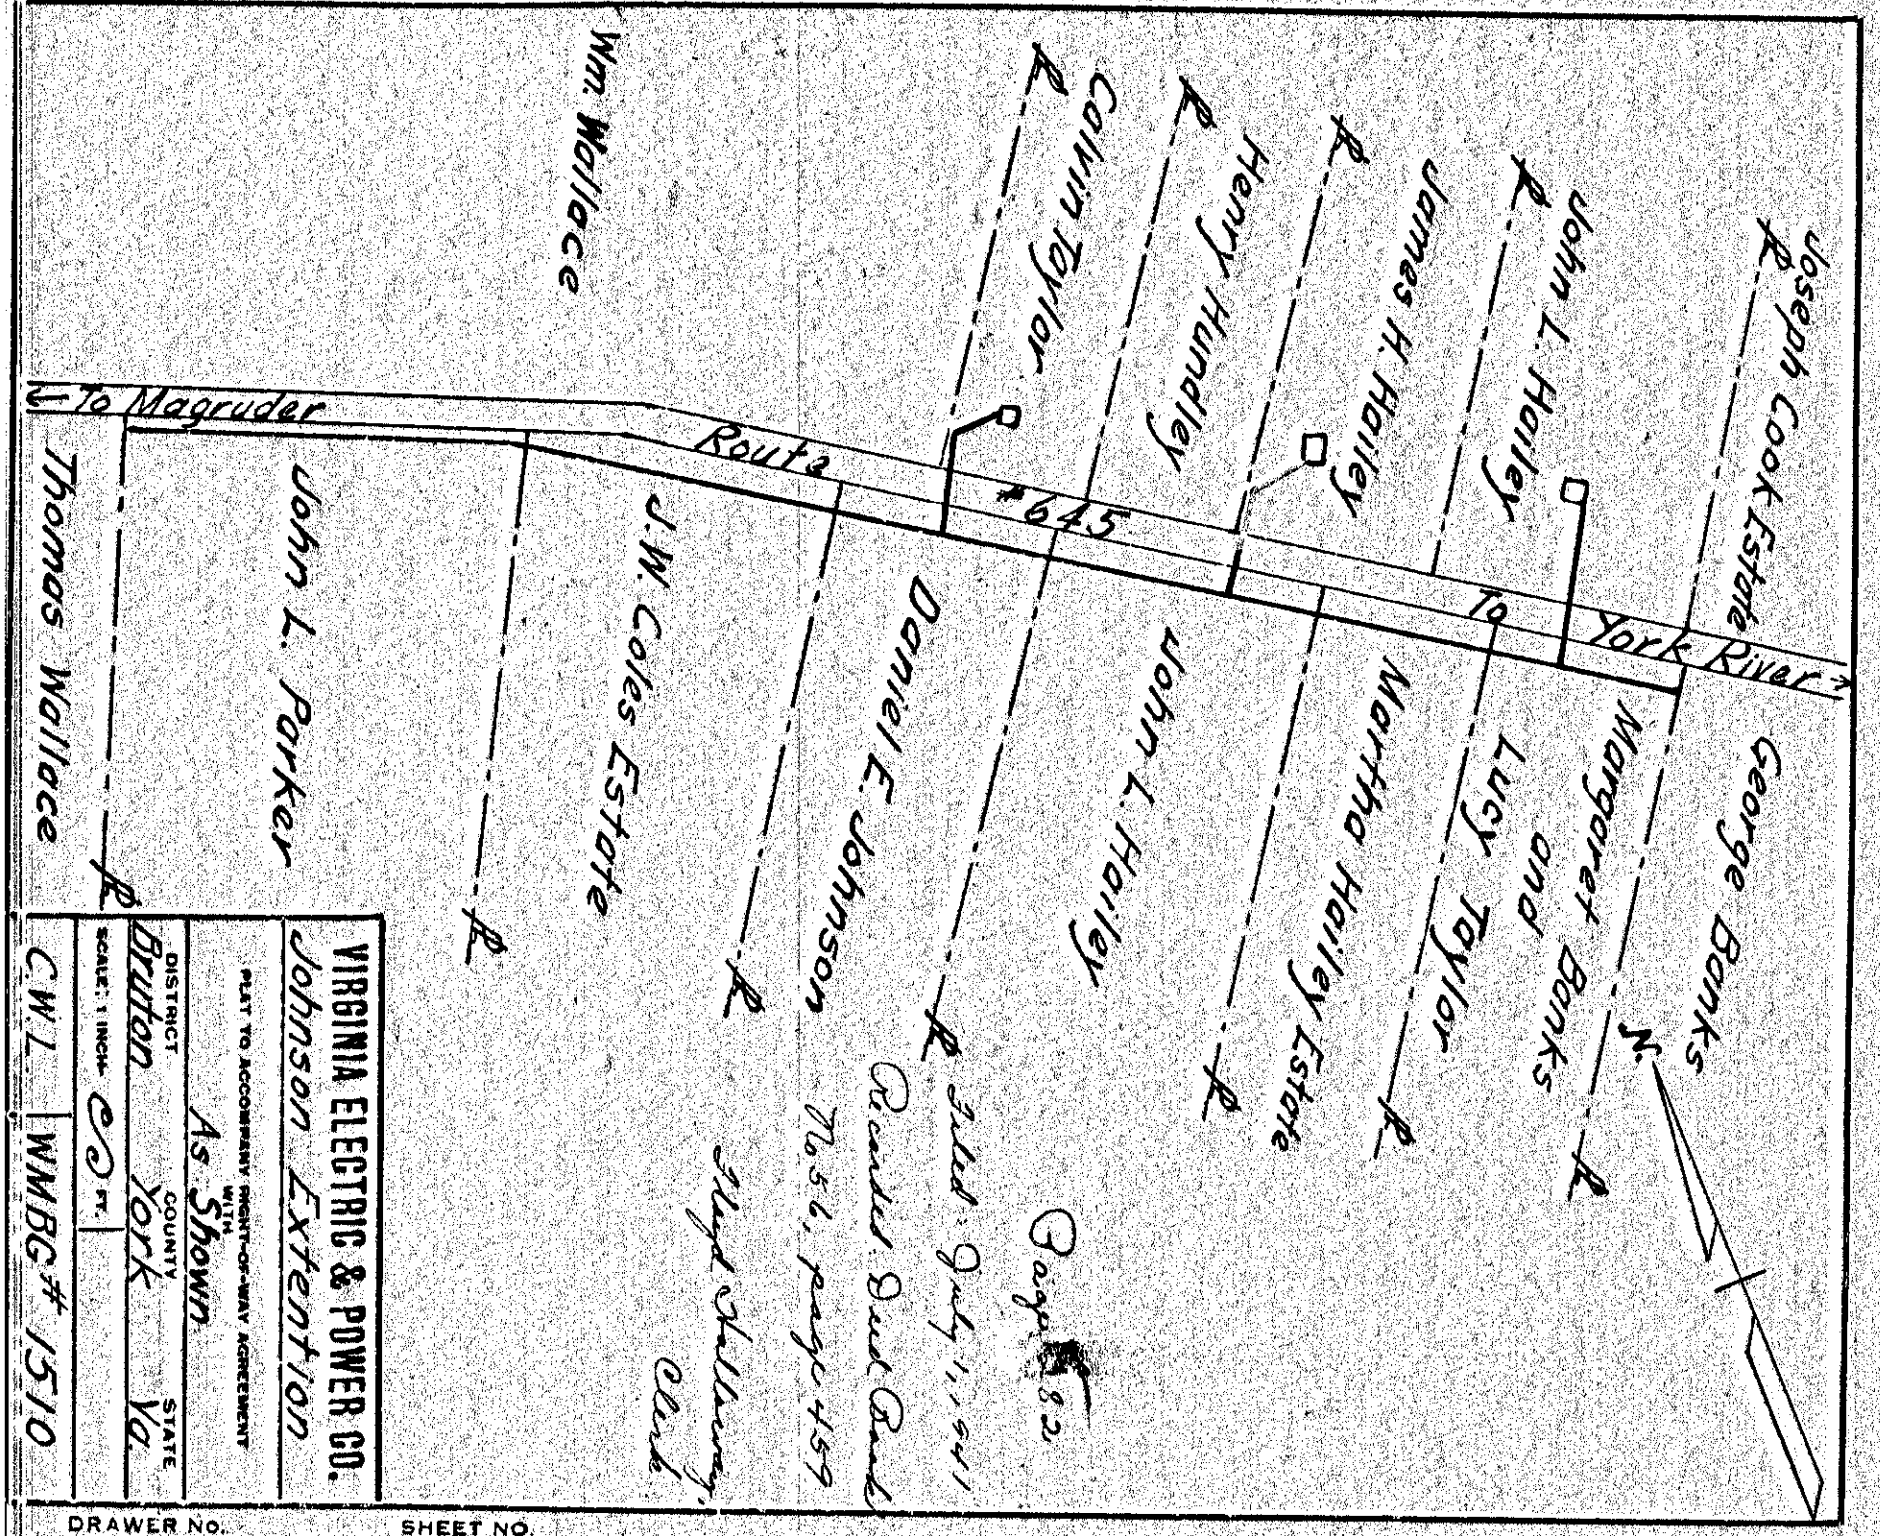 Wm. Wallace
Calvin Taylor
Henry Hundley
James H. Hailey
John L. Hailey
Joseph Cook Estate
← To Magruder
Route
#645
To
York River →
Thomas Wallace
John L. Parker
J.W. Coles Estate
Daniel E. Johnson
John L. Hailey
Martha Hailey Estate
Margaret Banks
and
Lucy Taylor
George Banks
N.
Page 82
Filed: July 1, 1941
Recorded: Deed Book
No 56, page 459
Floyd Holloway,
Clerk
VIRGINIA ELECTRIC & POWER CO.
Johnson Extention
PLAT TO ACCOMPANY RIGHT-OF-WAY AGREEMENT
WITH
As Shown
DISTRICT COUNTY STATE
Bruton York Va.
SCALE: 1 INCH= FT.
C.W.L. WMBG# 1510
DRAWER NO. SHEET NO.